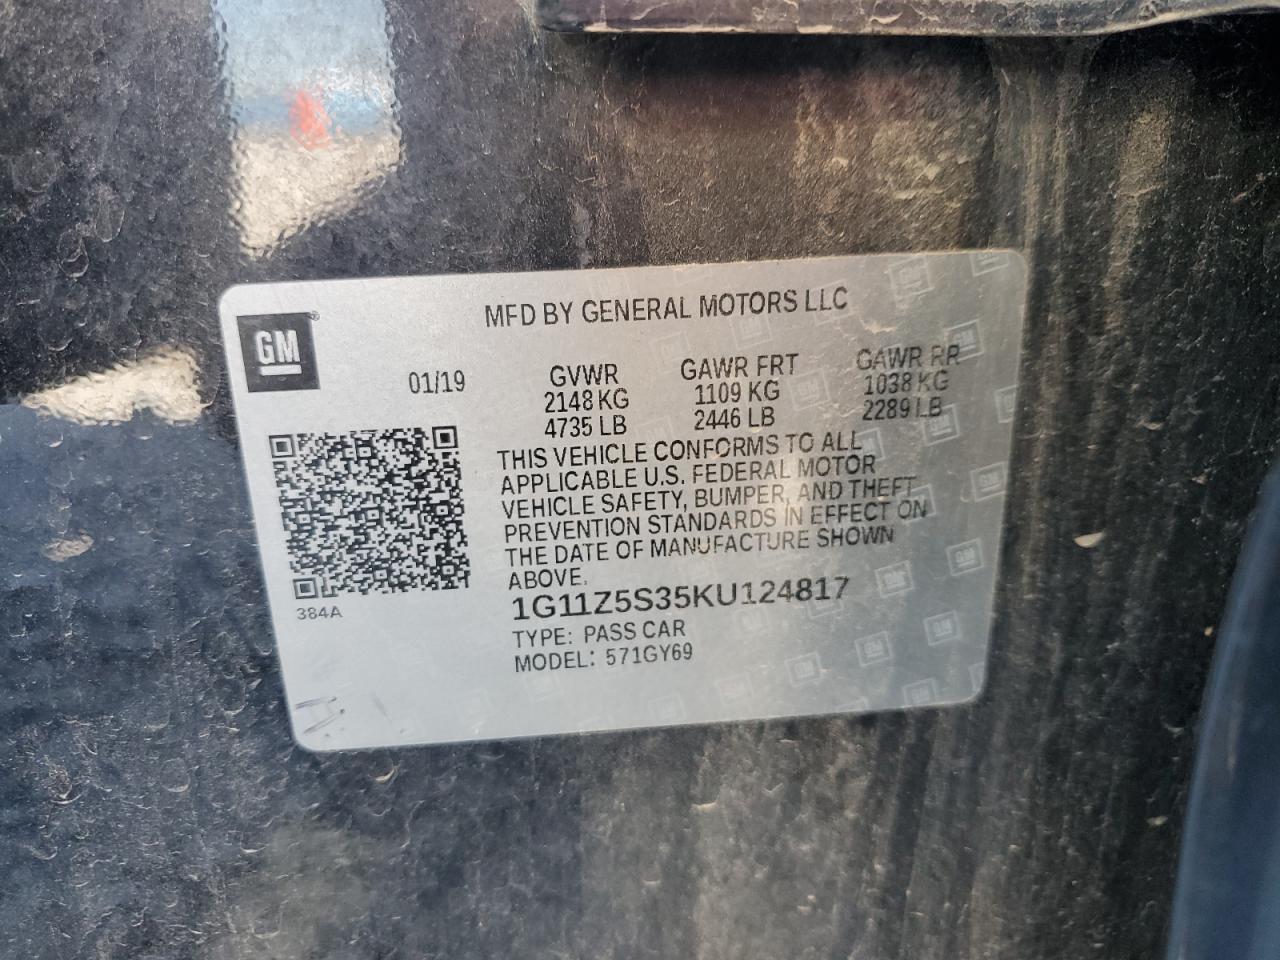 GM®
MFD BY GENERAL MOTORS LLC
01/19
GVWR
2148 KG
4735 LB
GAWR FRT
1109 KG
2446 LB
GAWR RR
1038 KG
2289 LB
THIS VEHICLE CONFORMS TO ALL
APPLICABLE U.S. FEDERAL MOTOR
VEHICLE SAFETY, BUMPER, AND THEFT
PREVENTION STANDARDS IN EFFECT ON
THE DATE OF MANUFACTURE SHOWN
ABOVE.
384A
1G11Z5S35KU124817
TYPE: PASS CAR
MODEL: 571GY69